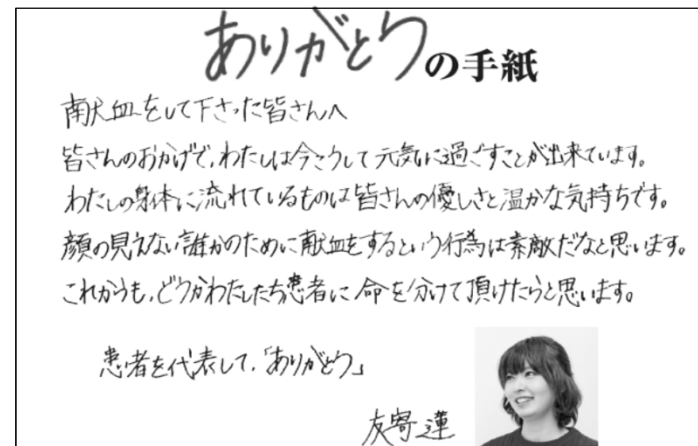 ありがとうの手紙
献血をして下さった皆さんへ
皆さんのおかげで、わたしは今こうして元気に過ごすことが出来ています。
わたしの身体に流れているものは皆さんの優しさと温かな気持ちです。
顔の見えない誰かのために献血をするという行為は素敵だなと思います。
これからも、どうかわたしたち患者に命を分けて頂けたらと思います。
患者を代表して、「ありがとう」
友寄蓮